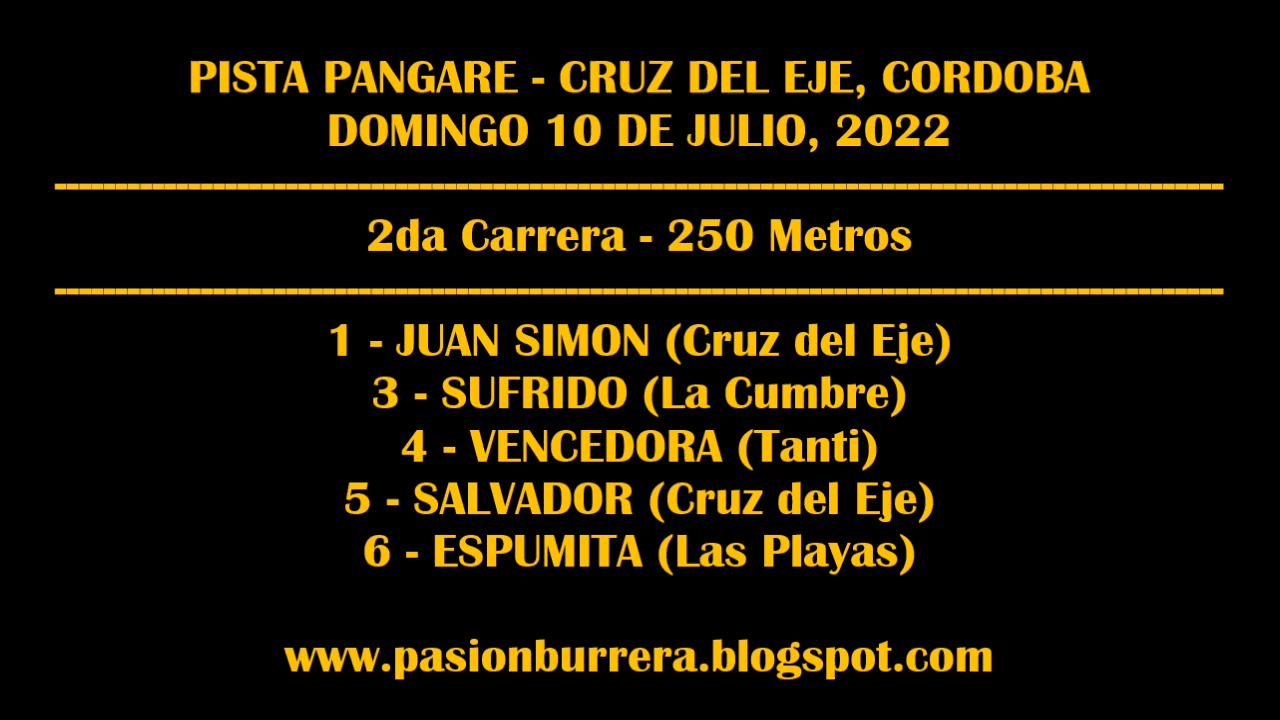 PISTA PANGARE - CRUZ DEL EJE, CORDOBA
DOMINGO 10 DE JULIO, 2022
2da Carrera - 250 Metros
1 - JUAN SIMON (Cruz del Eje)
3 - SUFRIDO (La Cumbre)
4 - VENCEDORA (Tanti)
5 - SALVADOR (Cruz del Eje)
6 - ESPUMITA (Las Playas)
www.pasionburrera.blogspot.com